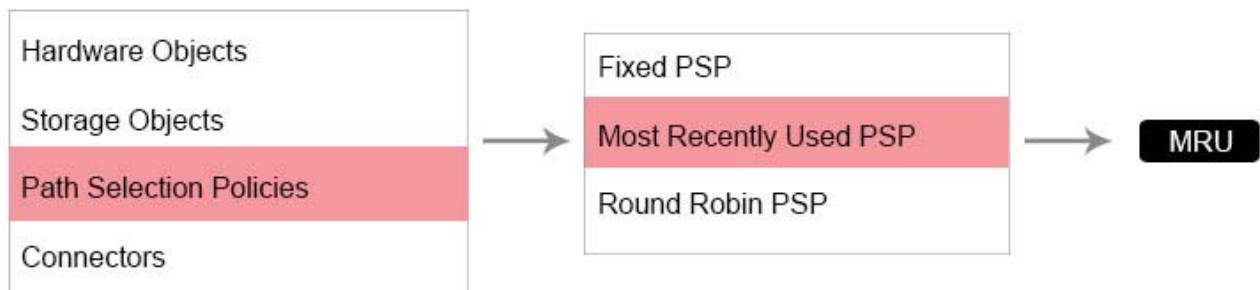 Hardware Objects
Storage Objects
Path Selection Policies
Connectors
Fixed PSP
Most Recently Used PSP
Round Robin PSP
MRU